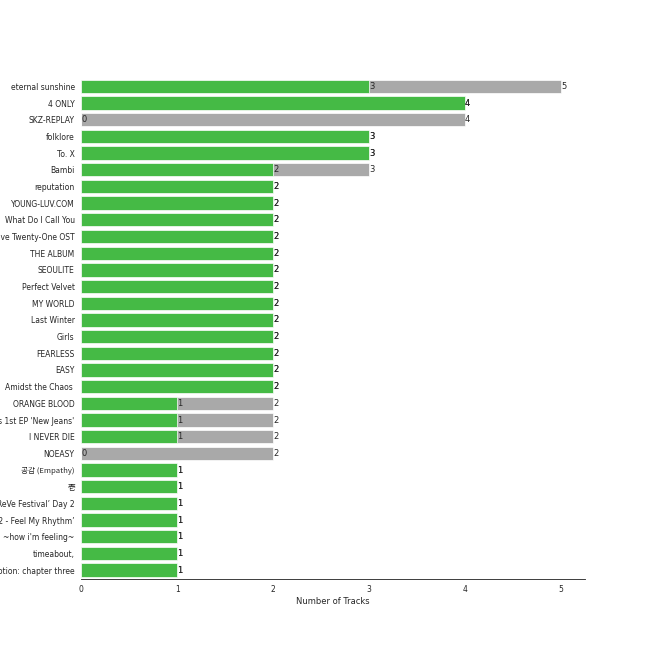 eternal sunshine 3 5
4 ONLY 4
SKZ-REPLAY 0 4
folklore 3
To. X 3
Bambi 2 3
reputation 2
YOUNG-LUV.COM 2
What Do I Call You 2
ve Twenty-One OST 2
THE ALBUM 2
SEOULITE 2
Perfect Velvet 2
MY WORLD 2
Last Winter 2
Girls 2
FEARLESS 2
EASY 2
Amidst the Chaos 2
ORANGE BLOOD 1 2
s 1st EP 'New Jeans' 1 2
I NEVER DIE 1 2
NOEASY 0 2
공감 (Empathy) 1
1
ReVe Festival' Day 2 1
2 - Feel My Rhythm' 1
~how i'm feeling~ 1
timeabout, 1
ption: chapter three 1
0 1 2 3 4 5
Number of Tracks